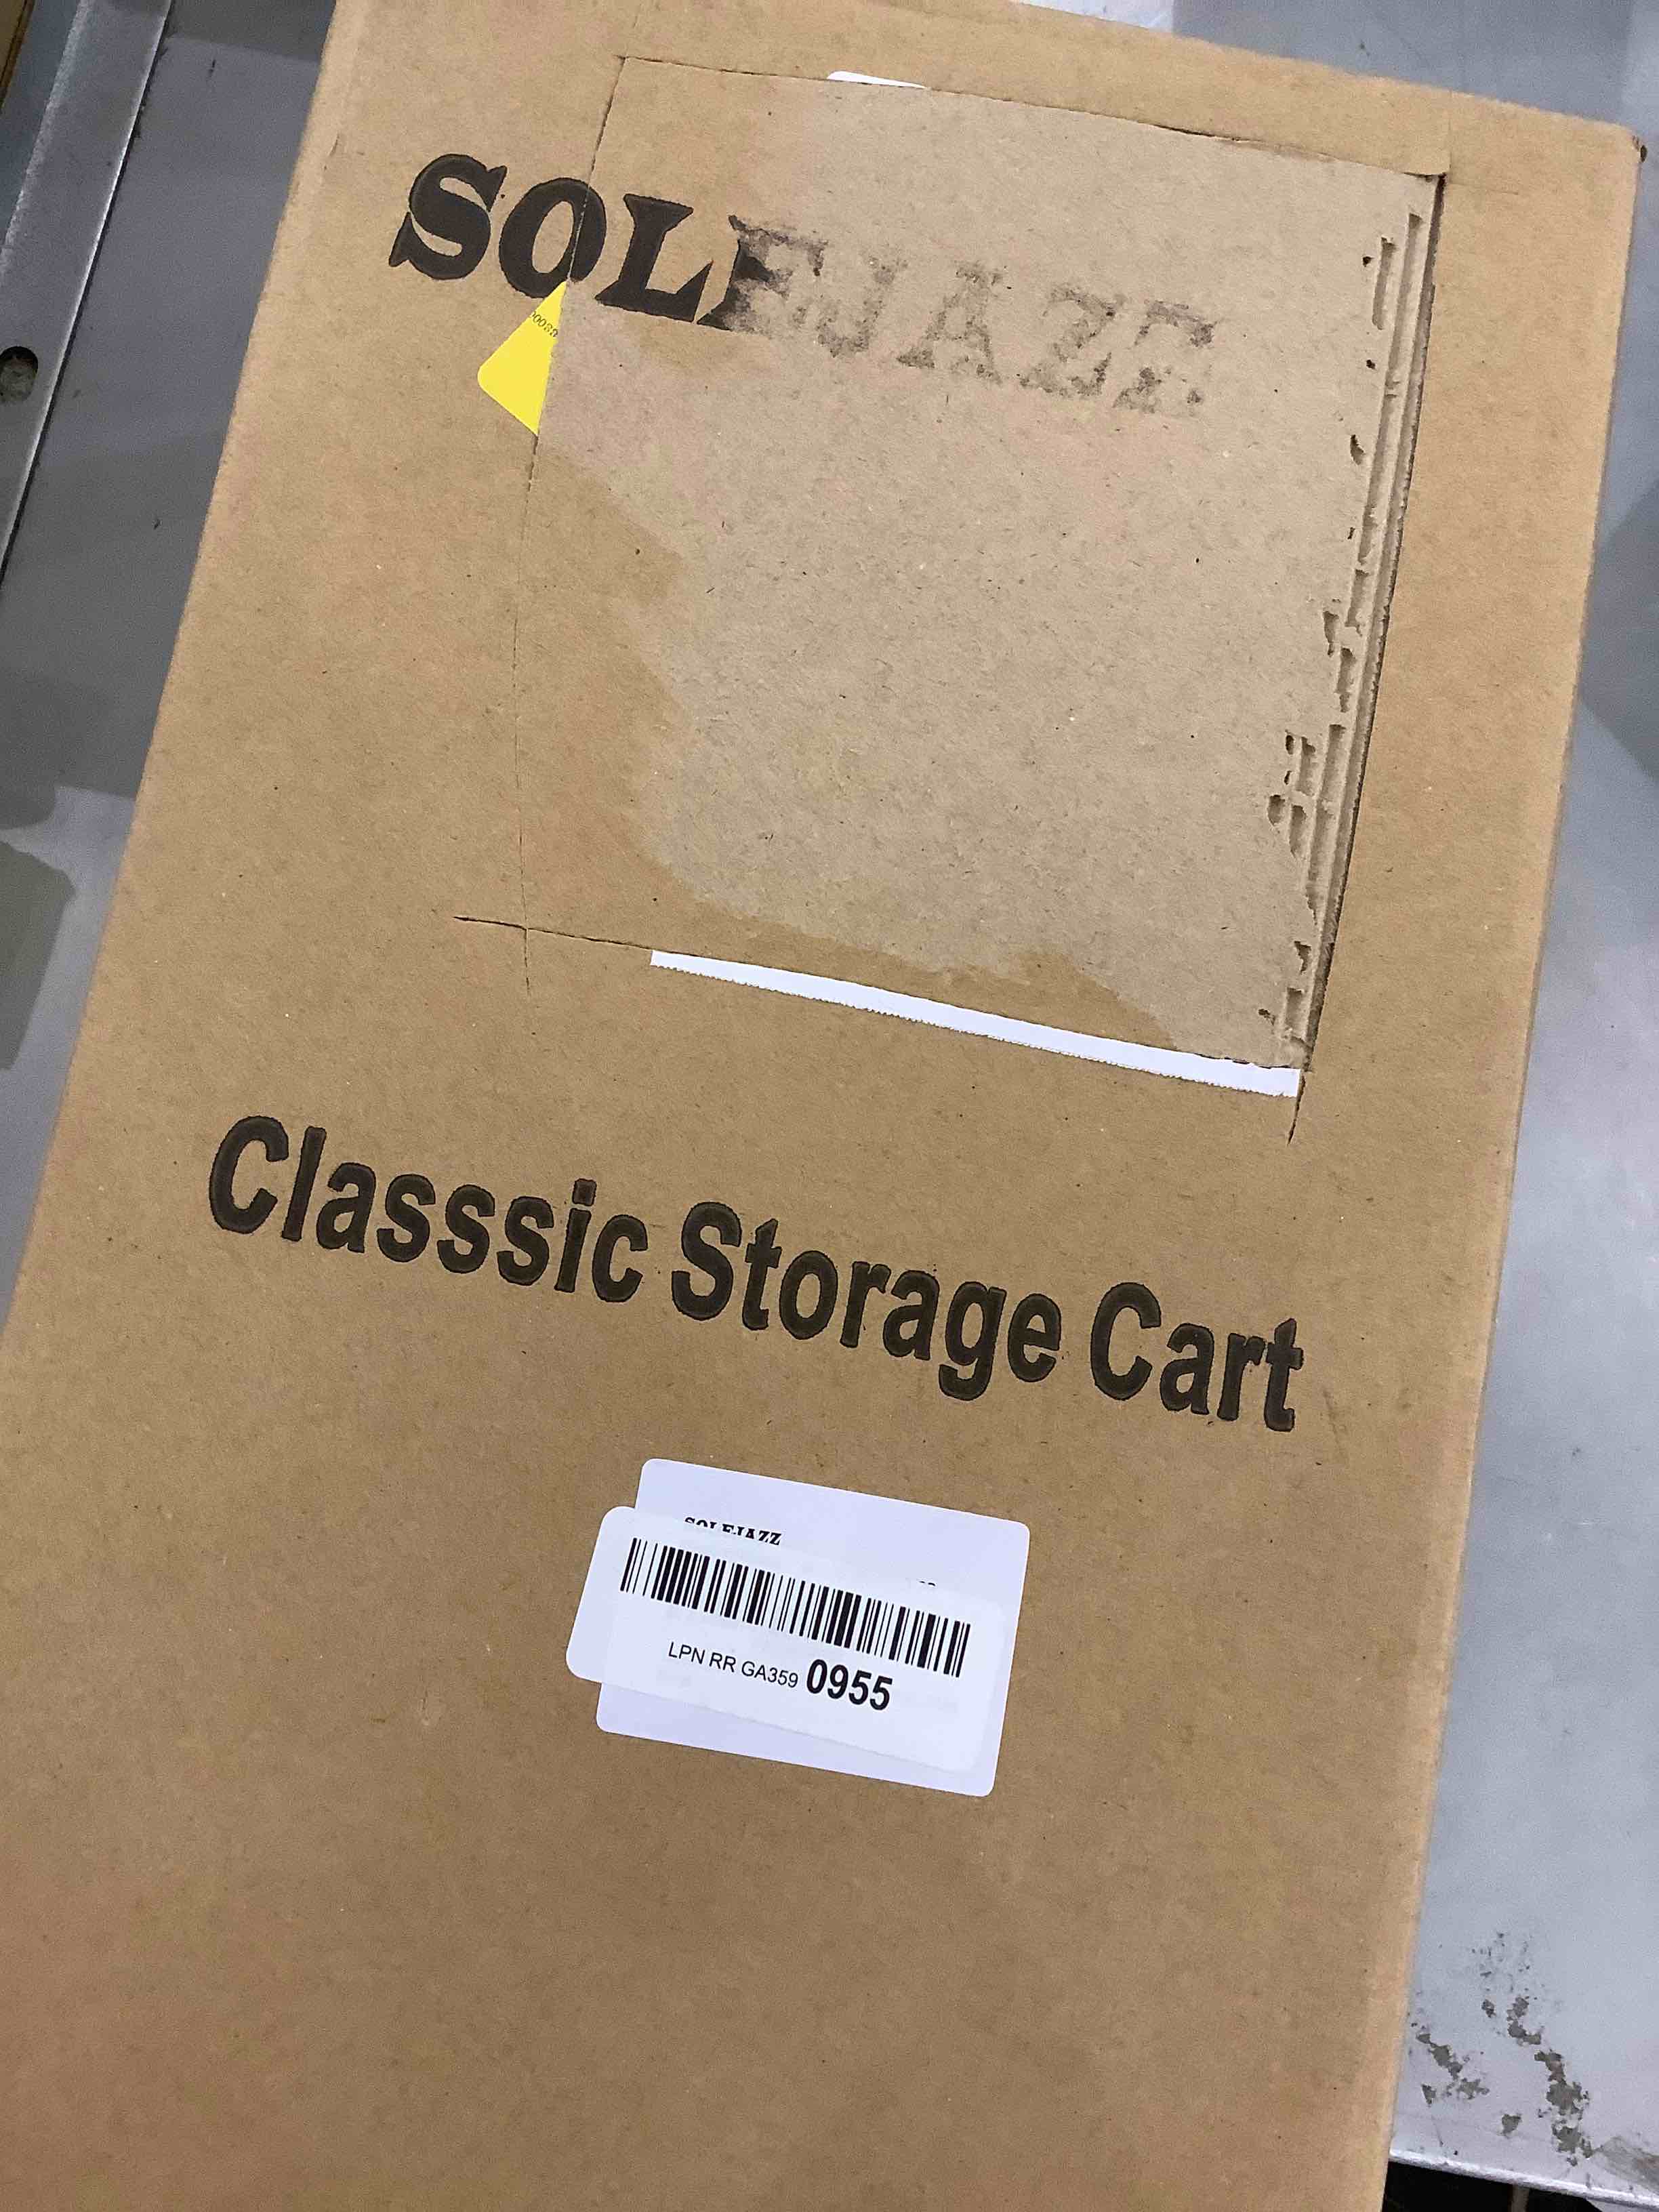 SOLEJAZZ
Classsic Storage Cart
SOLEJAZZ
LPN RR GA359 0955